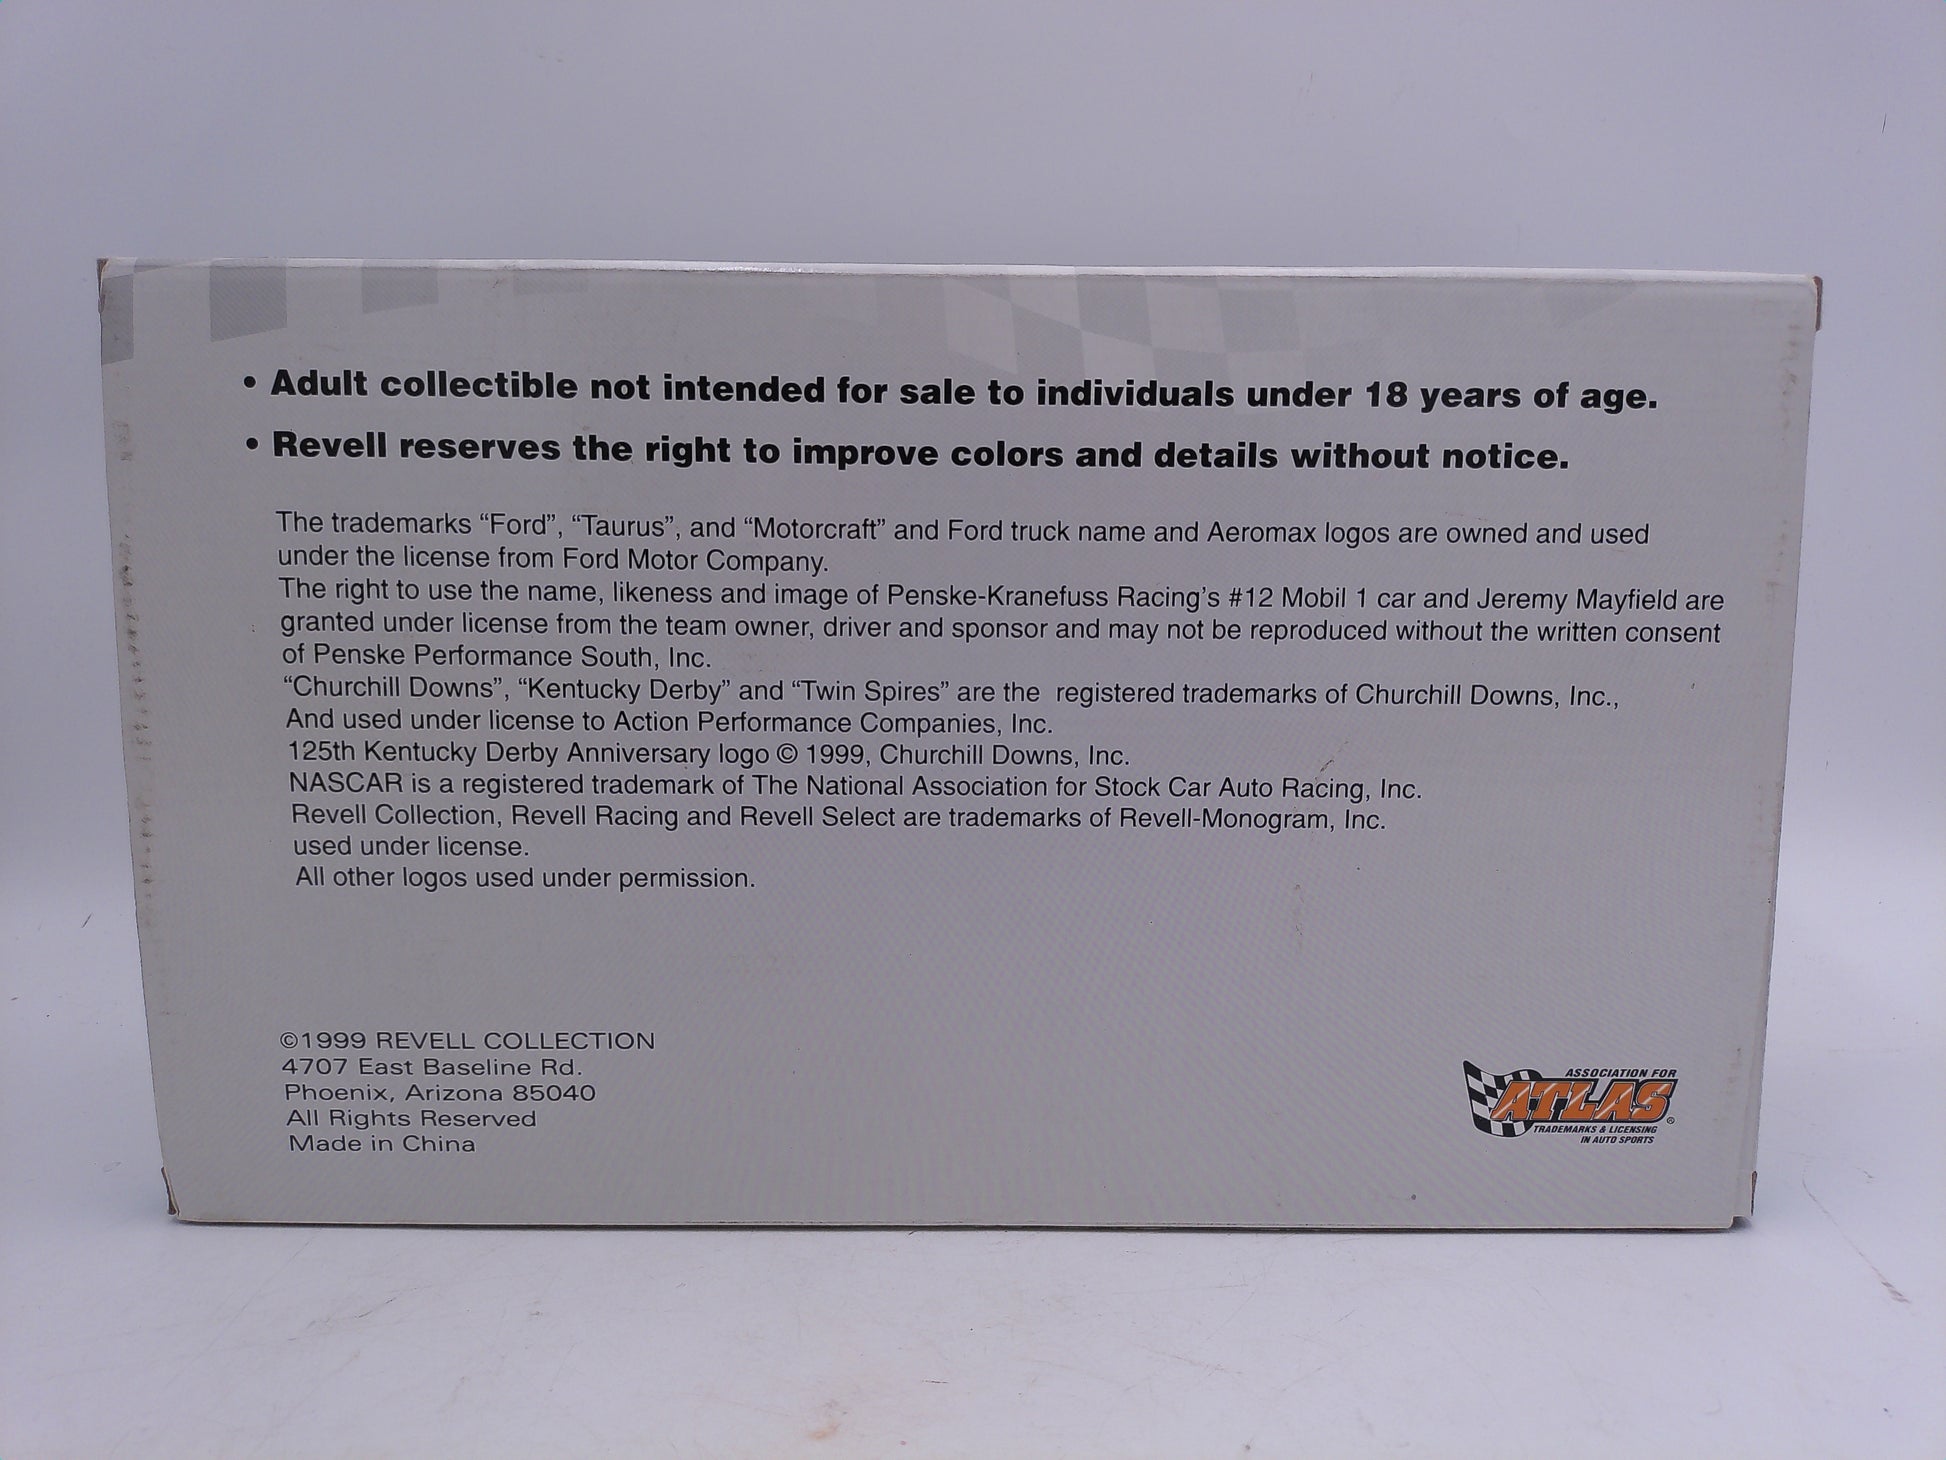 • Adult collectible not intended for sale to individuals under 18 years of age.
• Revell reserves the right to improve colors and details without notice.
The trademarks “Ford”, “Taurus”, and “Motorcraft” and Ford truck name and Aeromax logos are owned and used
under the license from Ford Motor Company.
The right to use the name, likeness and image of Penske-Kranefuss Racing’s #12 Mobil 1 car and Jeremy Mayfield are
granted under license from the team owner, driver and sponsor and may not be reproduced without the written consent
of Penske Performance South, Inc.
“Churchill Downs”, “Kentucky Derby” and “Twin Spires” are the  registered trademarks of Churchill Downs, Inc.,
And used under license to Action Performance Companies, Inc.
125th Kentucky Derby Anniversary logo © 1999, Churchill Downs, Inc.
NASCAR is a registered trademark of The National Association for Stock Car Auto Racing, Inc.
Revell Collection, Revell Racing and Revell Select are trademarks of Revell-Monogram, Inc.
used under license.
All other logos used under permission.
©1999 REVELL COLLECTION
4707 East Baseline Rd.
Phoenix, Arizona 85040
All Rights Reserved
Made in China
ASSOCIATION FOR
ATLAS®
TRADEMARKS & LICENSING
IN AUTO SPORTS